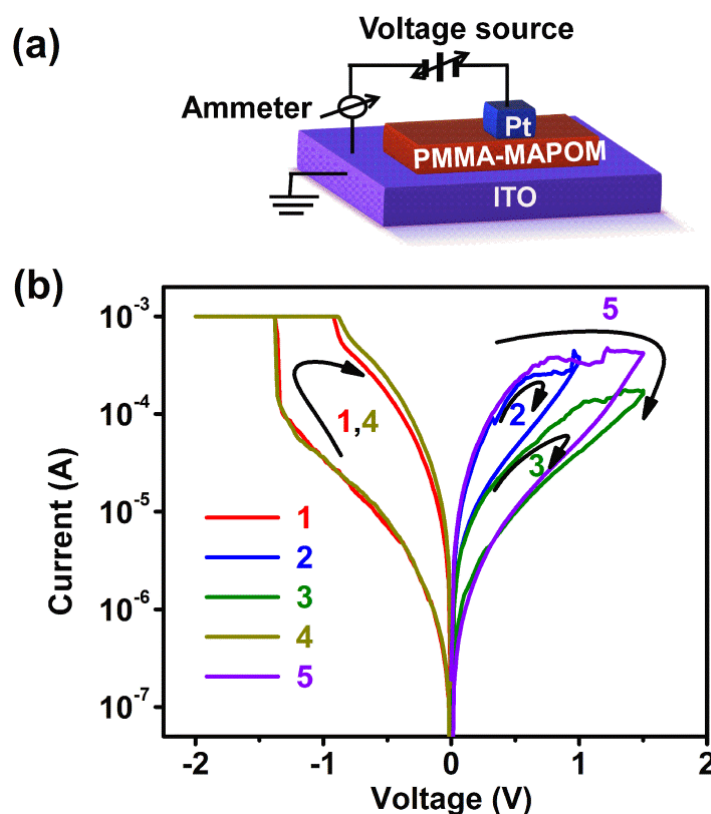 (a)
Voltage source
Ammeter
Pt
PMMA-MAPOM
ITO
(b)
Current (A)
10⁻³
10⁻⁴
10⁻⁵
10⁻⁶
10⁻⁷
1,4
2
3
5
1
2
3
4
5
-2
-1
0
1
2
Voltage (V)